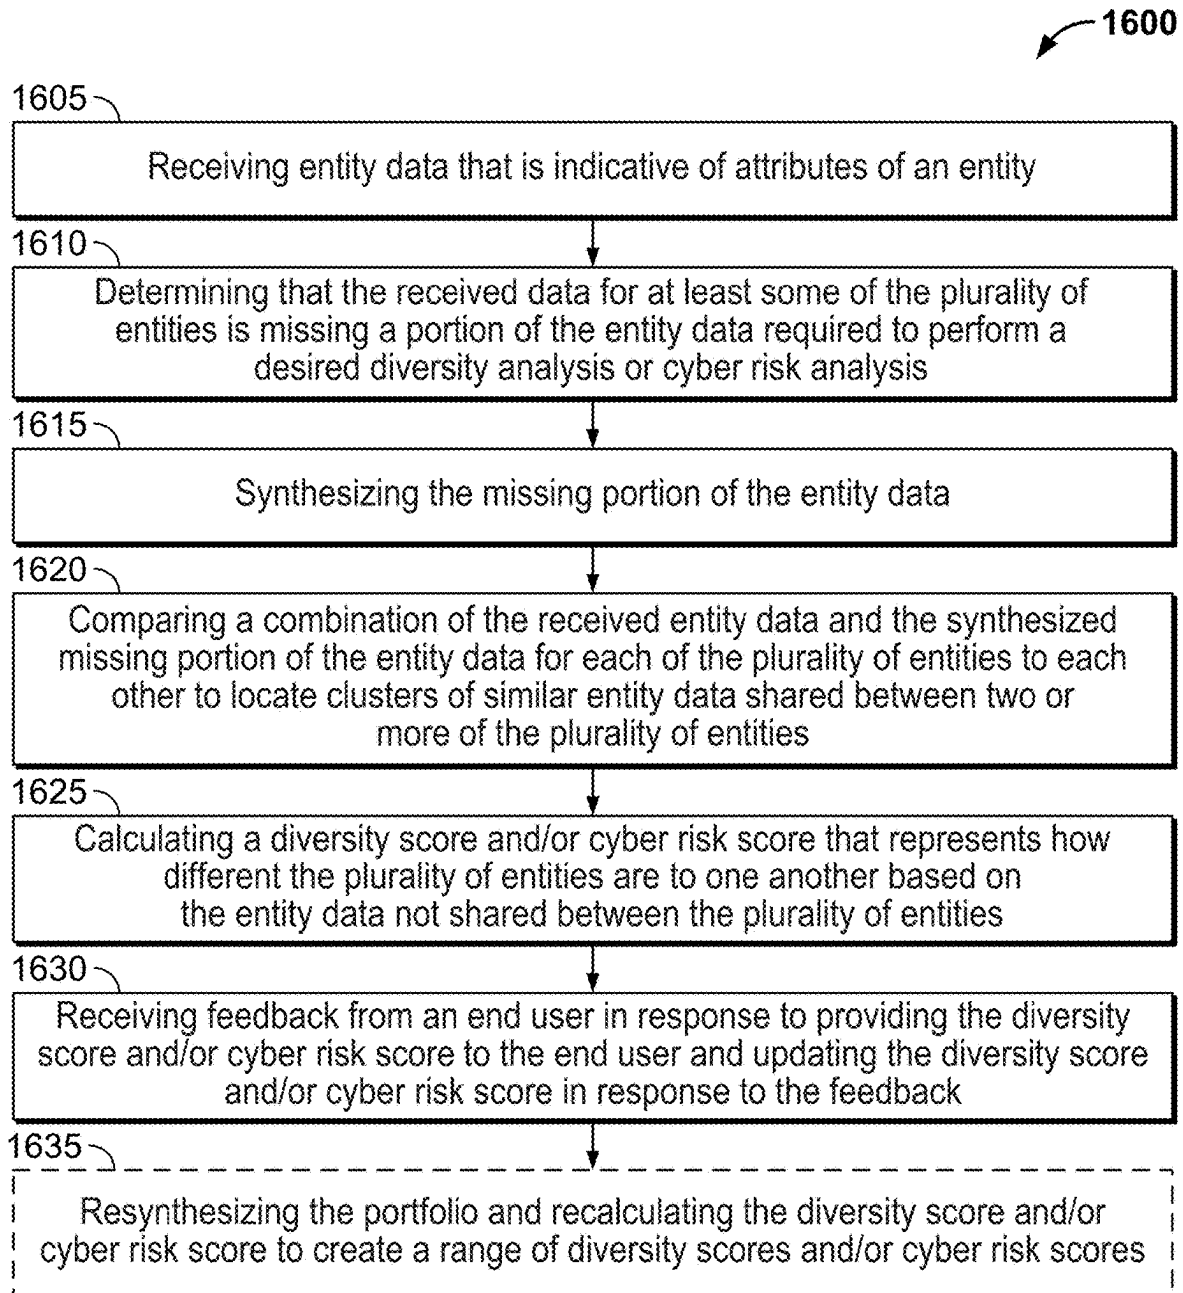 1600
1605
Receiving entity data that is indicative of attributes of an entity
1610
Determining that the received data for at least some of the plurality of
entities is missing a portion of the entity data required to perform a
desired diversity analysis or cyber risk analysis
1615
Synthesizing the missing portion of the entity data
1620
Comparing a combination of the received entity data and the synthesized
missing portion of the entity data for each of the plurality of entities to each
other to locate clusters of similar entity data shared between two or
more of the plurality of entities
1625
Calculating a diversity score and/or cyber risk score that represents how
different the plurality of entities are to one another based on
the entity data not shared between the plurality of entities
1630
Receiving feedback from an end user in response to providing the diversity
score and/or cyber risk score to the end user and updating the diversity score
and/or cyber risk score in response to the feedback
1635
Resynthesizing the portfolio and recalculating the diversity score and/or
cyber risk score to create a range of diversity scores and/or cyber risk scores